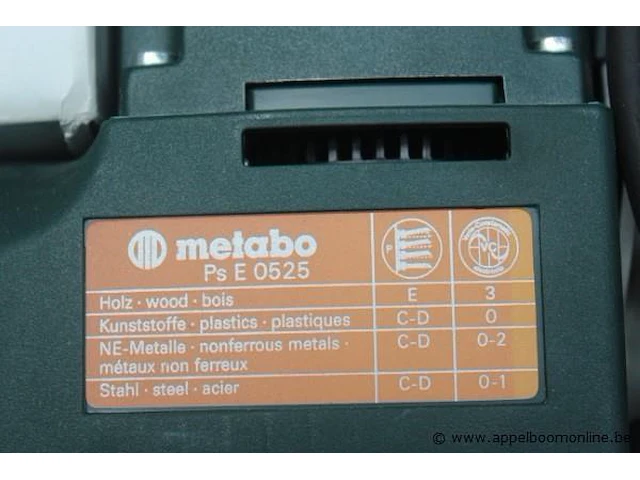 metabo
Ps E 0525
P
VC
Holz · wood · bois E 3
Kunststoffe · plastics · plastiques C-D 0
NE-Metalle · nonferrous metals · C-D 0-2
métaux non ferreux
Stahl · steel · acier C-D 0-1
© www.appelboomonline.be